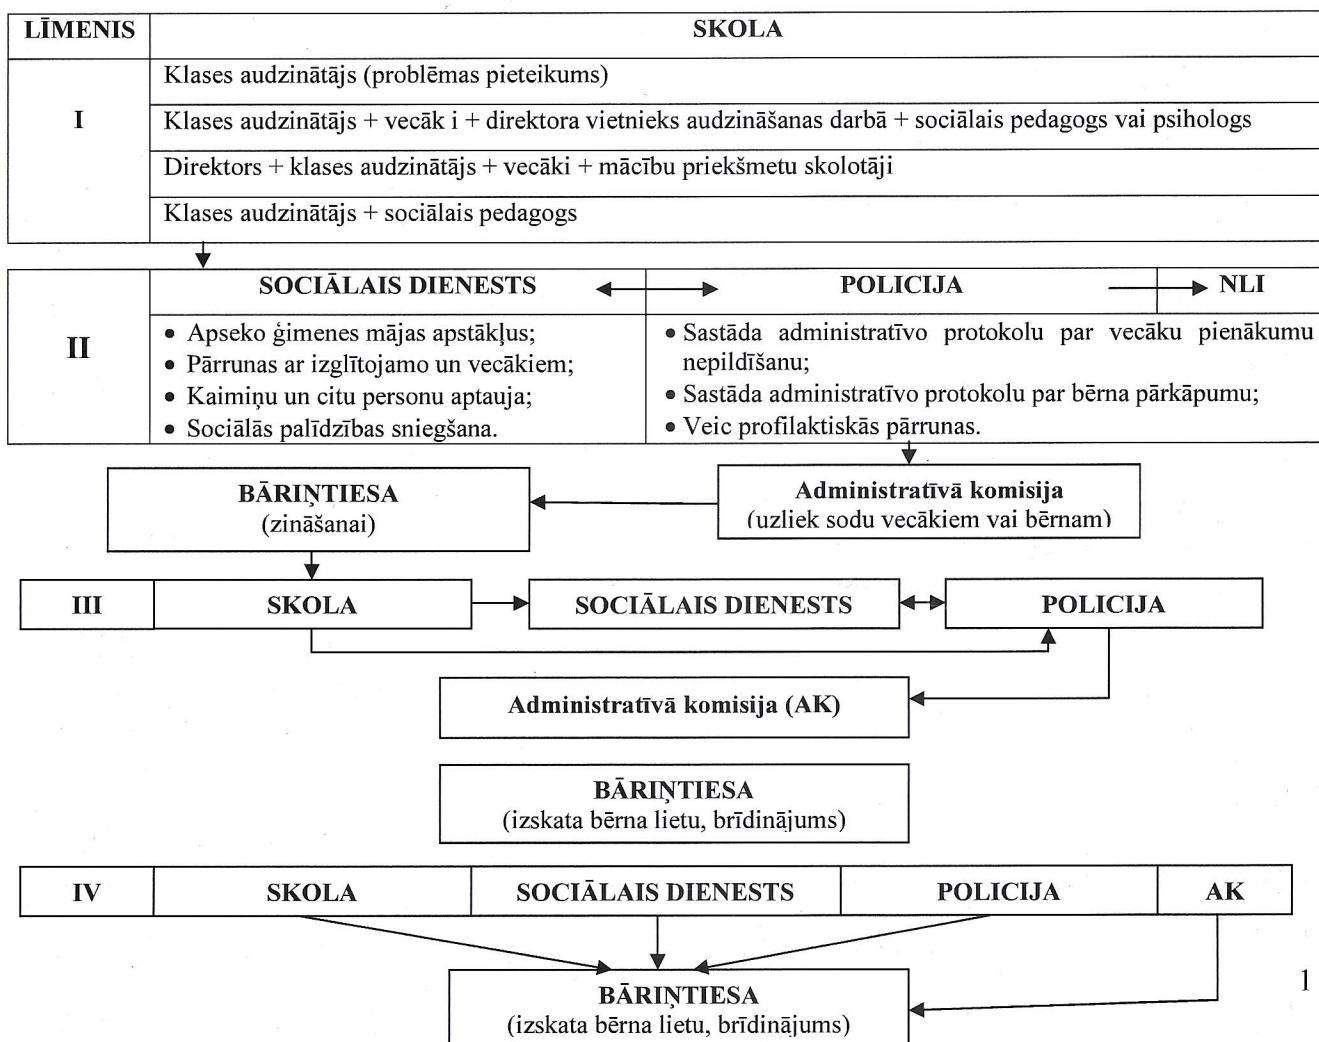 LĪMENIS SKOLA
I
Klases audzinātājs (problēmas pieteikums)
Klases audzinātājs + vecāk i + direktora vietnieks audzināšanas darbā + sociālais pedagogs vai psihologs
Direktors + klases audzinātājs + vecāki + mācību priekšmetu skolotāji
Klases audzinātājs + sociālais pedagogs
II
SOCIĀLAIS DIENESTS POLICIJA NLI
• Apseko ģimenes mājas apstākļus;
• Pārrunas ar izglītojamo un vecākiem;
• Kaimiņu un citu personu aptauja;
• Sociālās palīdzības sniegšana.
• Sastāda administratīvo protokolu par vecāku pienākumu
nepildīšanu;
• Sastāda administratīvo protokolu par bērna pārkāpumu;
• Veic profilaktiskās pārrunas.
BĀRIŅTIESA
(zināšanai)
Administratīvā komisija
(uzliek sodu vecākiem vai bērnam)
III SKOLA SOCIĀLAIS DIENESTS POLICIJA
Administratīvā komisija (AK)
BĀRIŅTIESA
(izskata bērna lietu, brīdinājums)
IV SKOLA SOCIĀLAIS DIENESTS POLICIJA AK
BĀRIŅTIESA
(izskata bērna lietu, brīdinājums)
1